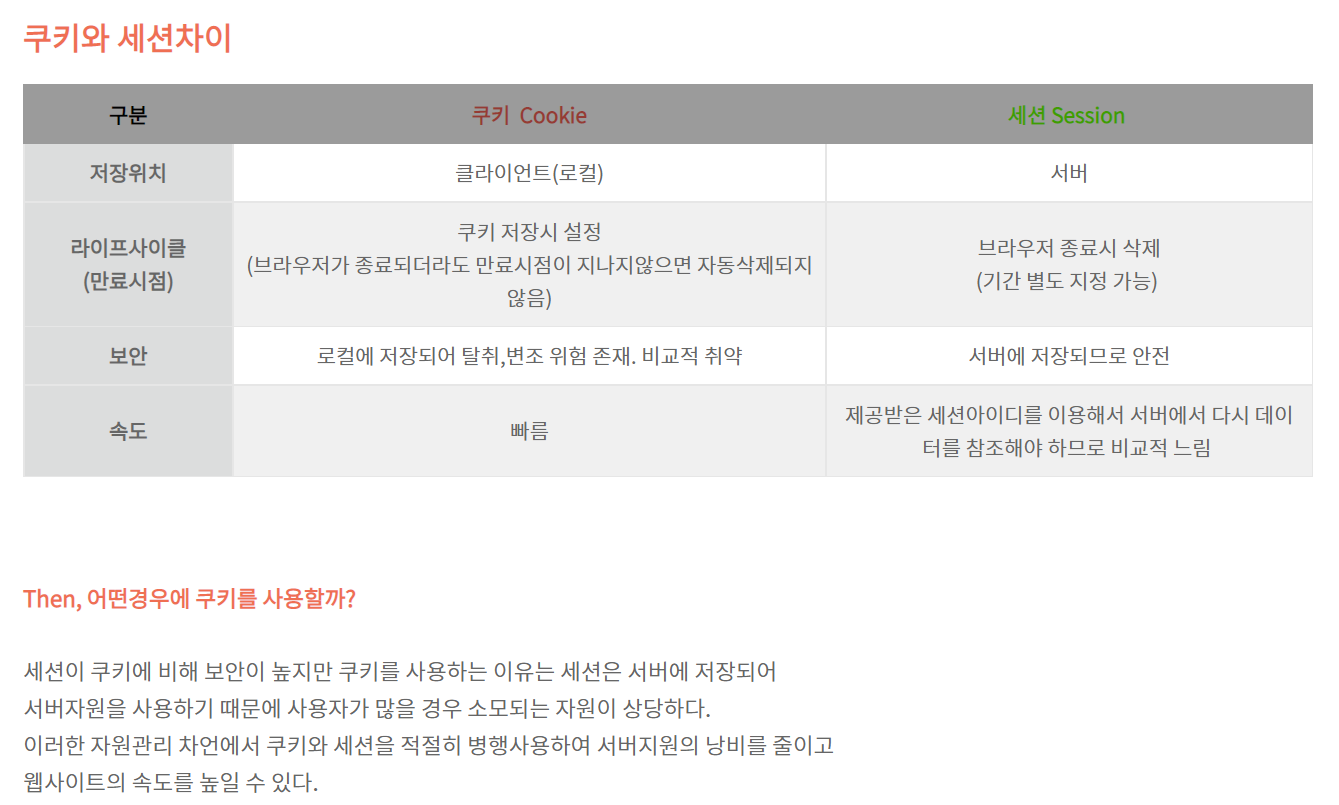 쿠키와 세션차이
구분
쿠키 Cookie
세션 Session
저장위치
클라이언트(로컬)
서버
라이프사이클
(만료시점)
쿠키 저장시 설정
(브라우저가 종료되더라도 만료시점이 지나지않으면 자동삭제되지
않음)
브라우저 종료시 삭제
(기간 별도 지정 가능)
보안
로컬에 저장되어 탈취,변조 위험 존재. 비교적 취약
서버에 저장되므로 안전
속도
빠름
제공받은 세션아이디를 이용해서 서버에서 다시 데이
터를 참조해야 하므로 비교적 느림
Then, 어떤경우에 쿠키를 사용할까?
세션이 쿠키에 비해 보안이 높지만 쿠키를 사용하는 이유는 세션은 서버에 저장되어
서버자원을 사용하기 때문에 사용자가 많을 경우 소모되는 자원이 상당하다.
이러한 자원관리 차언에서 쿠키와 세션을 적절히 병행사용하여 서버지원의 낭비를 줄이고
웹사이트의 속도를 높일 수 있다.